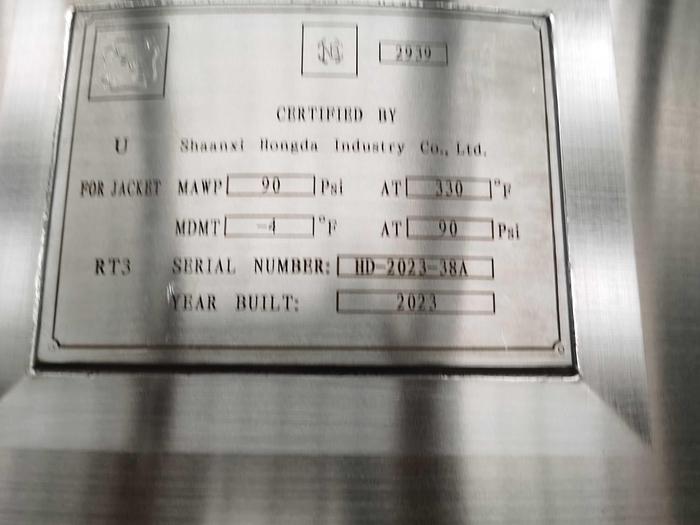 NB 2939
CERTIFIED BY
U Shaanxi Hongda Industry Co., Ltd.
FOR JACKET MAWP 90 Psi AT 330 °F
MDMT -4 °F AT 90 Psi
RT3 SERIAL NUMBER: HD-2023-38A
YEAR BUILT: 2023